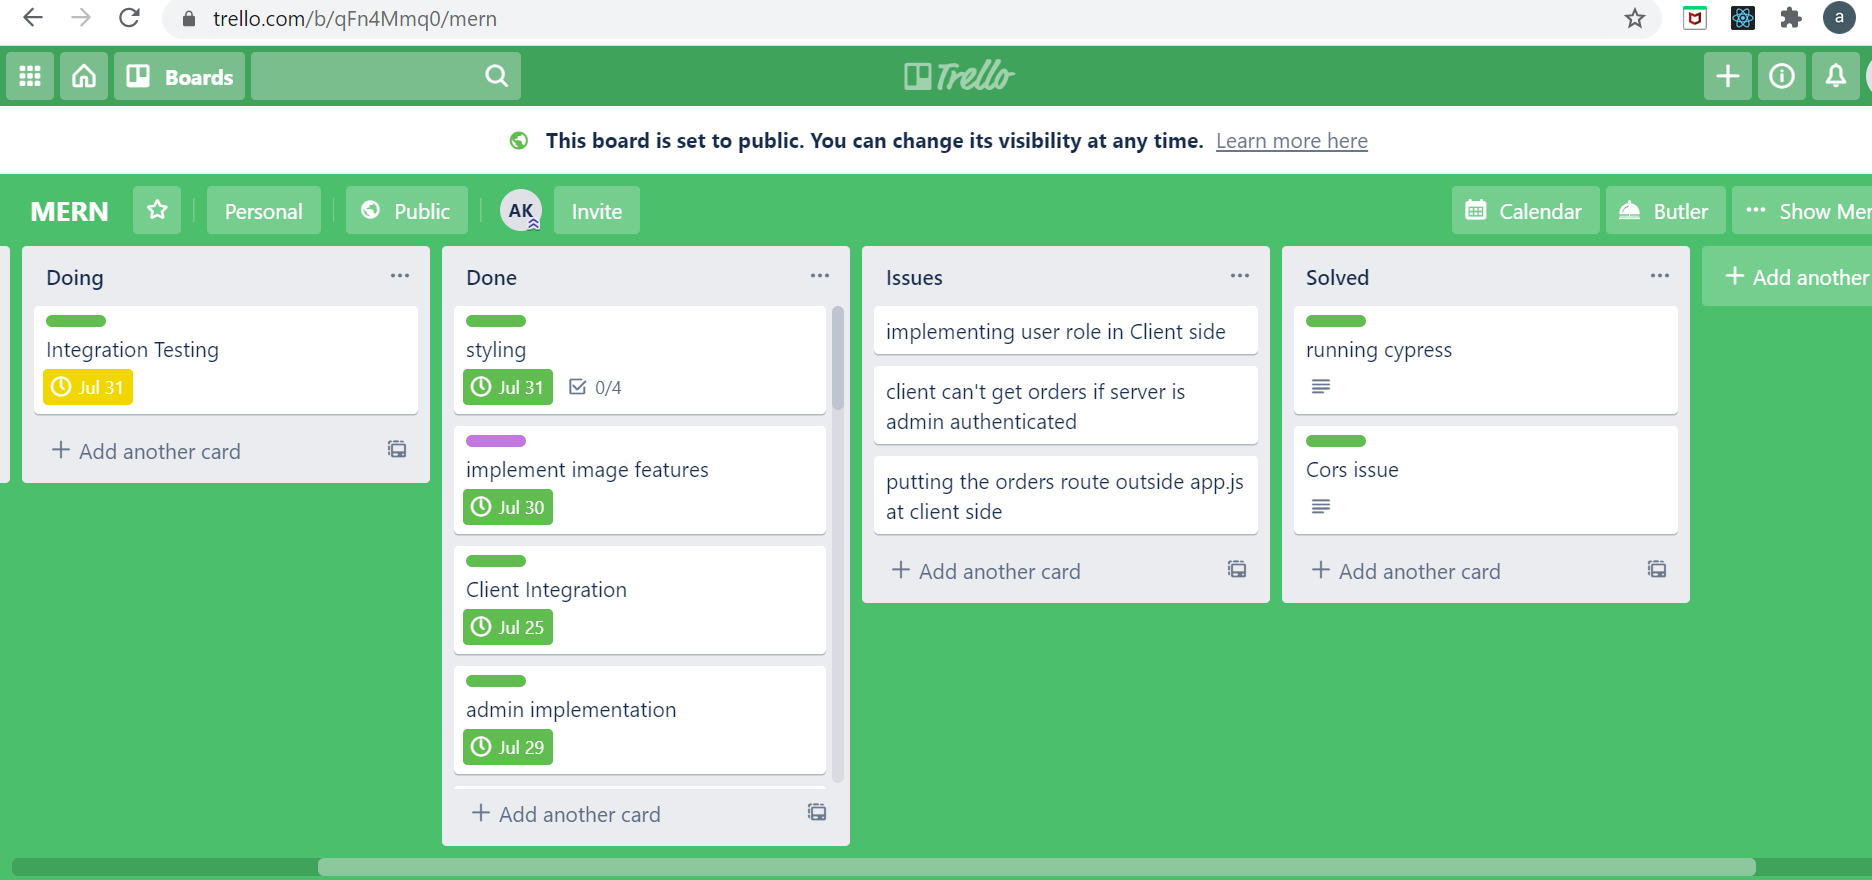 trello.com/b/qFn4Mmq0/mern
a
Boards
Trello
This board is set to public. You can change its visibility at any time. Learn more here
MERN
Personal
Public
AK
Invite
Calendar
Butler
Show Mer
Doing
Integration Testing
Jul 31
Add another card
Done
styling
Jul 31
0/4
implement image features
Jul 30
Client Integration
Jul 25
admin implementation
Jul 29
Add another card
Issues
implementing user role in Client side
client can't get orders if server is
admin authenticated
putting the orders route outside app.js
at client side
Add another card
Solved
running cypress
Cors issue
Add another card
Add another